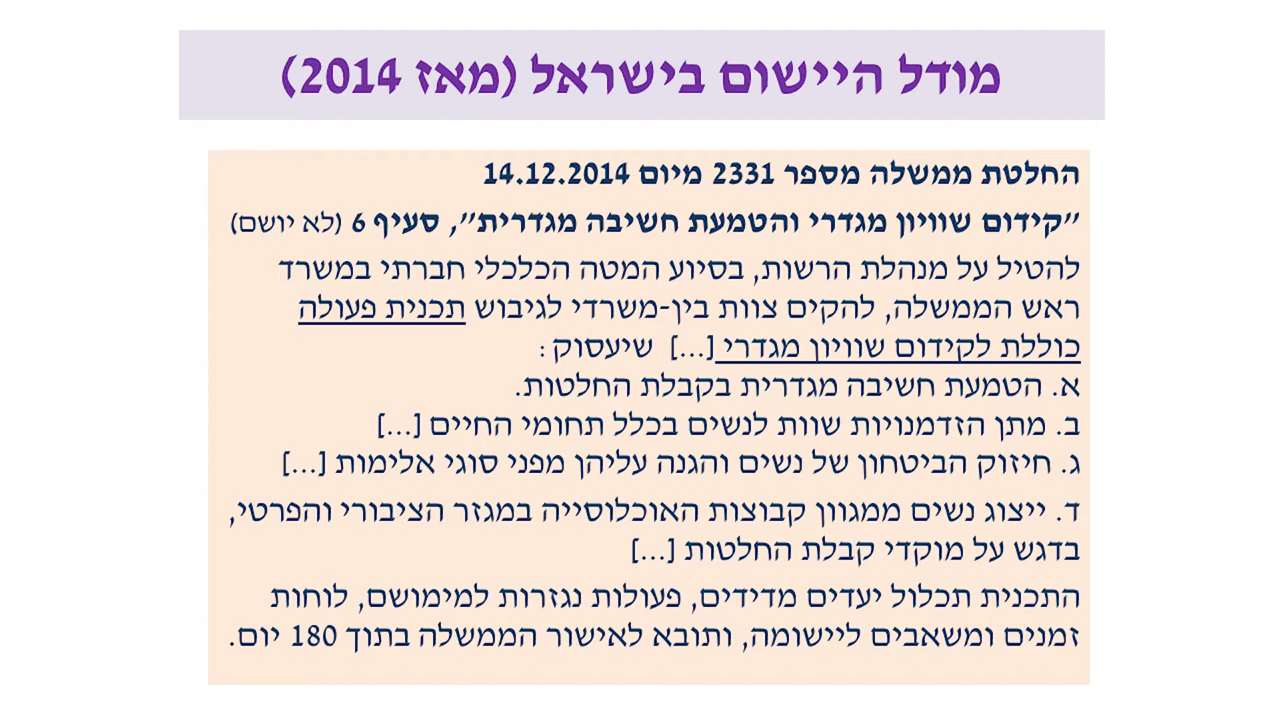 מודל היישום בישראל (מאז 2014)
החלטת ממשלה מספר 2331 מיום 14.12.2014
"קידום שוויון מגדרי והטמעת חשיבה מגדרית", סעיף 6 (לא יושם)
להטיל על מנהלת הרשות, בסיוע המטה הכלכלי חברתי במשרד
ראש הממשלה, להקים צוות בין-משרדי לגיבוש תכנית פעולה
כוללת לקידום שוויון מגדרי [...] שיעסוק:
א. הטמעת חשיבה מגדרית בקבלת החלטות.
ב. מתן הזדמנויות שוות לנשים בכלל תחומי החיים [...]
ג. חיזוק הביטחון של נשים והגנה עליהן מפני סוגי אלימות [...]
ד. ייצוג נשים ממגוון קבוצות האוכלוסייה במגזר הציבורי והפרטי,
בדגש על מוקדי קבלת החלטות [...]
התכנית תכלול יעדים מדידים, פעולות נגזרות למימושם, לוחות
זמנים ומשאבים ליישומה, ותובא לאישור הממשלה בתוך 180 יום.